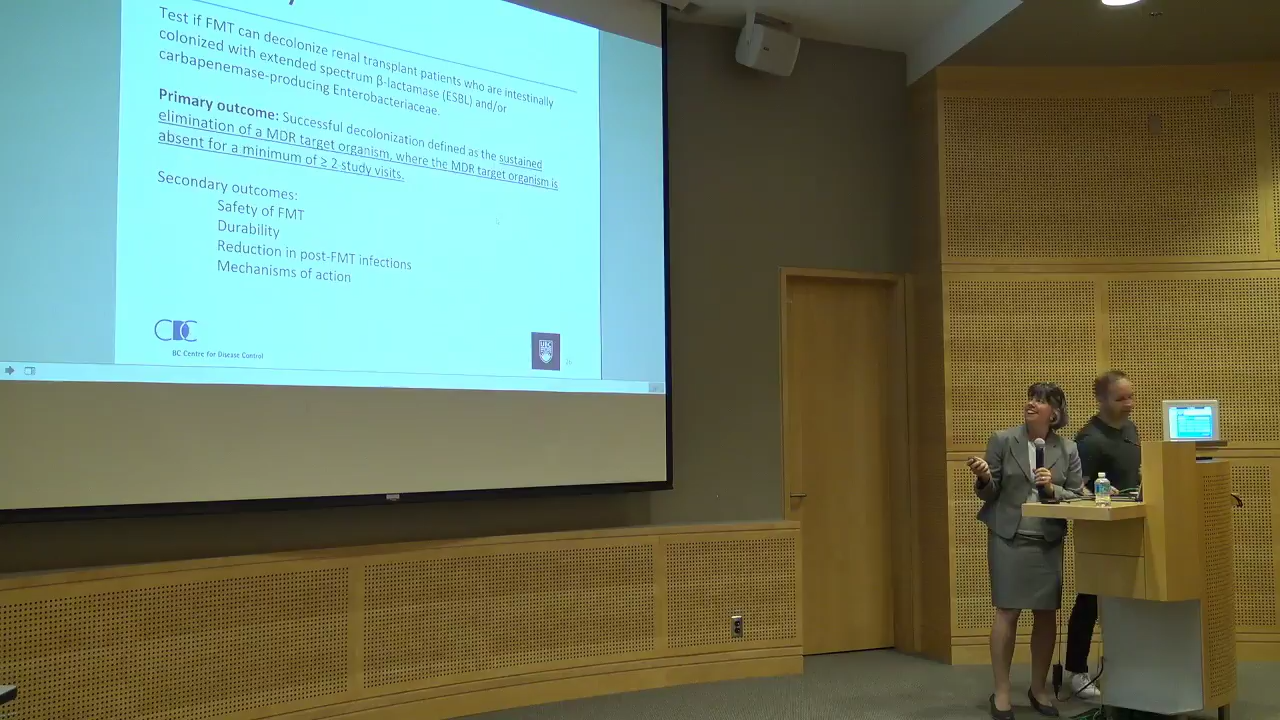 Test if FMT can decolonize renal transplant patients who are intestinally
colonized with extended spectrum β-lactamase (ESBL) and/or
carbapenemase-producing Enterobacteriaceae.
Primary outcome: Successful decolonization defined as the sustained
elimination of a MDR target organism, where the MDR target organism is
absent for a minimum of ≥ 2 study visits.
Secondary outcomes:
Safety of FMT
Durability
Reduction in post-FMT infections
Mechanisms of action
CDC
BC Centre for Disease Control
UBC